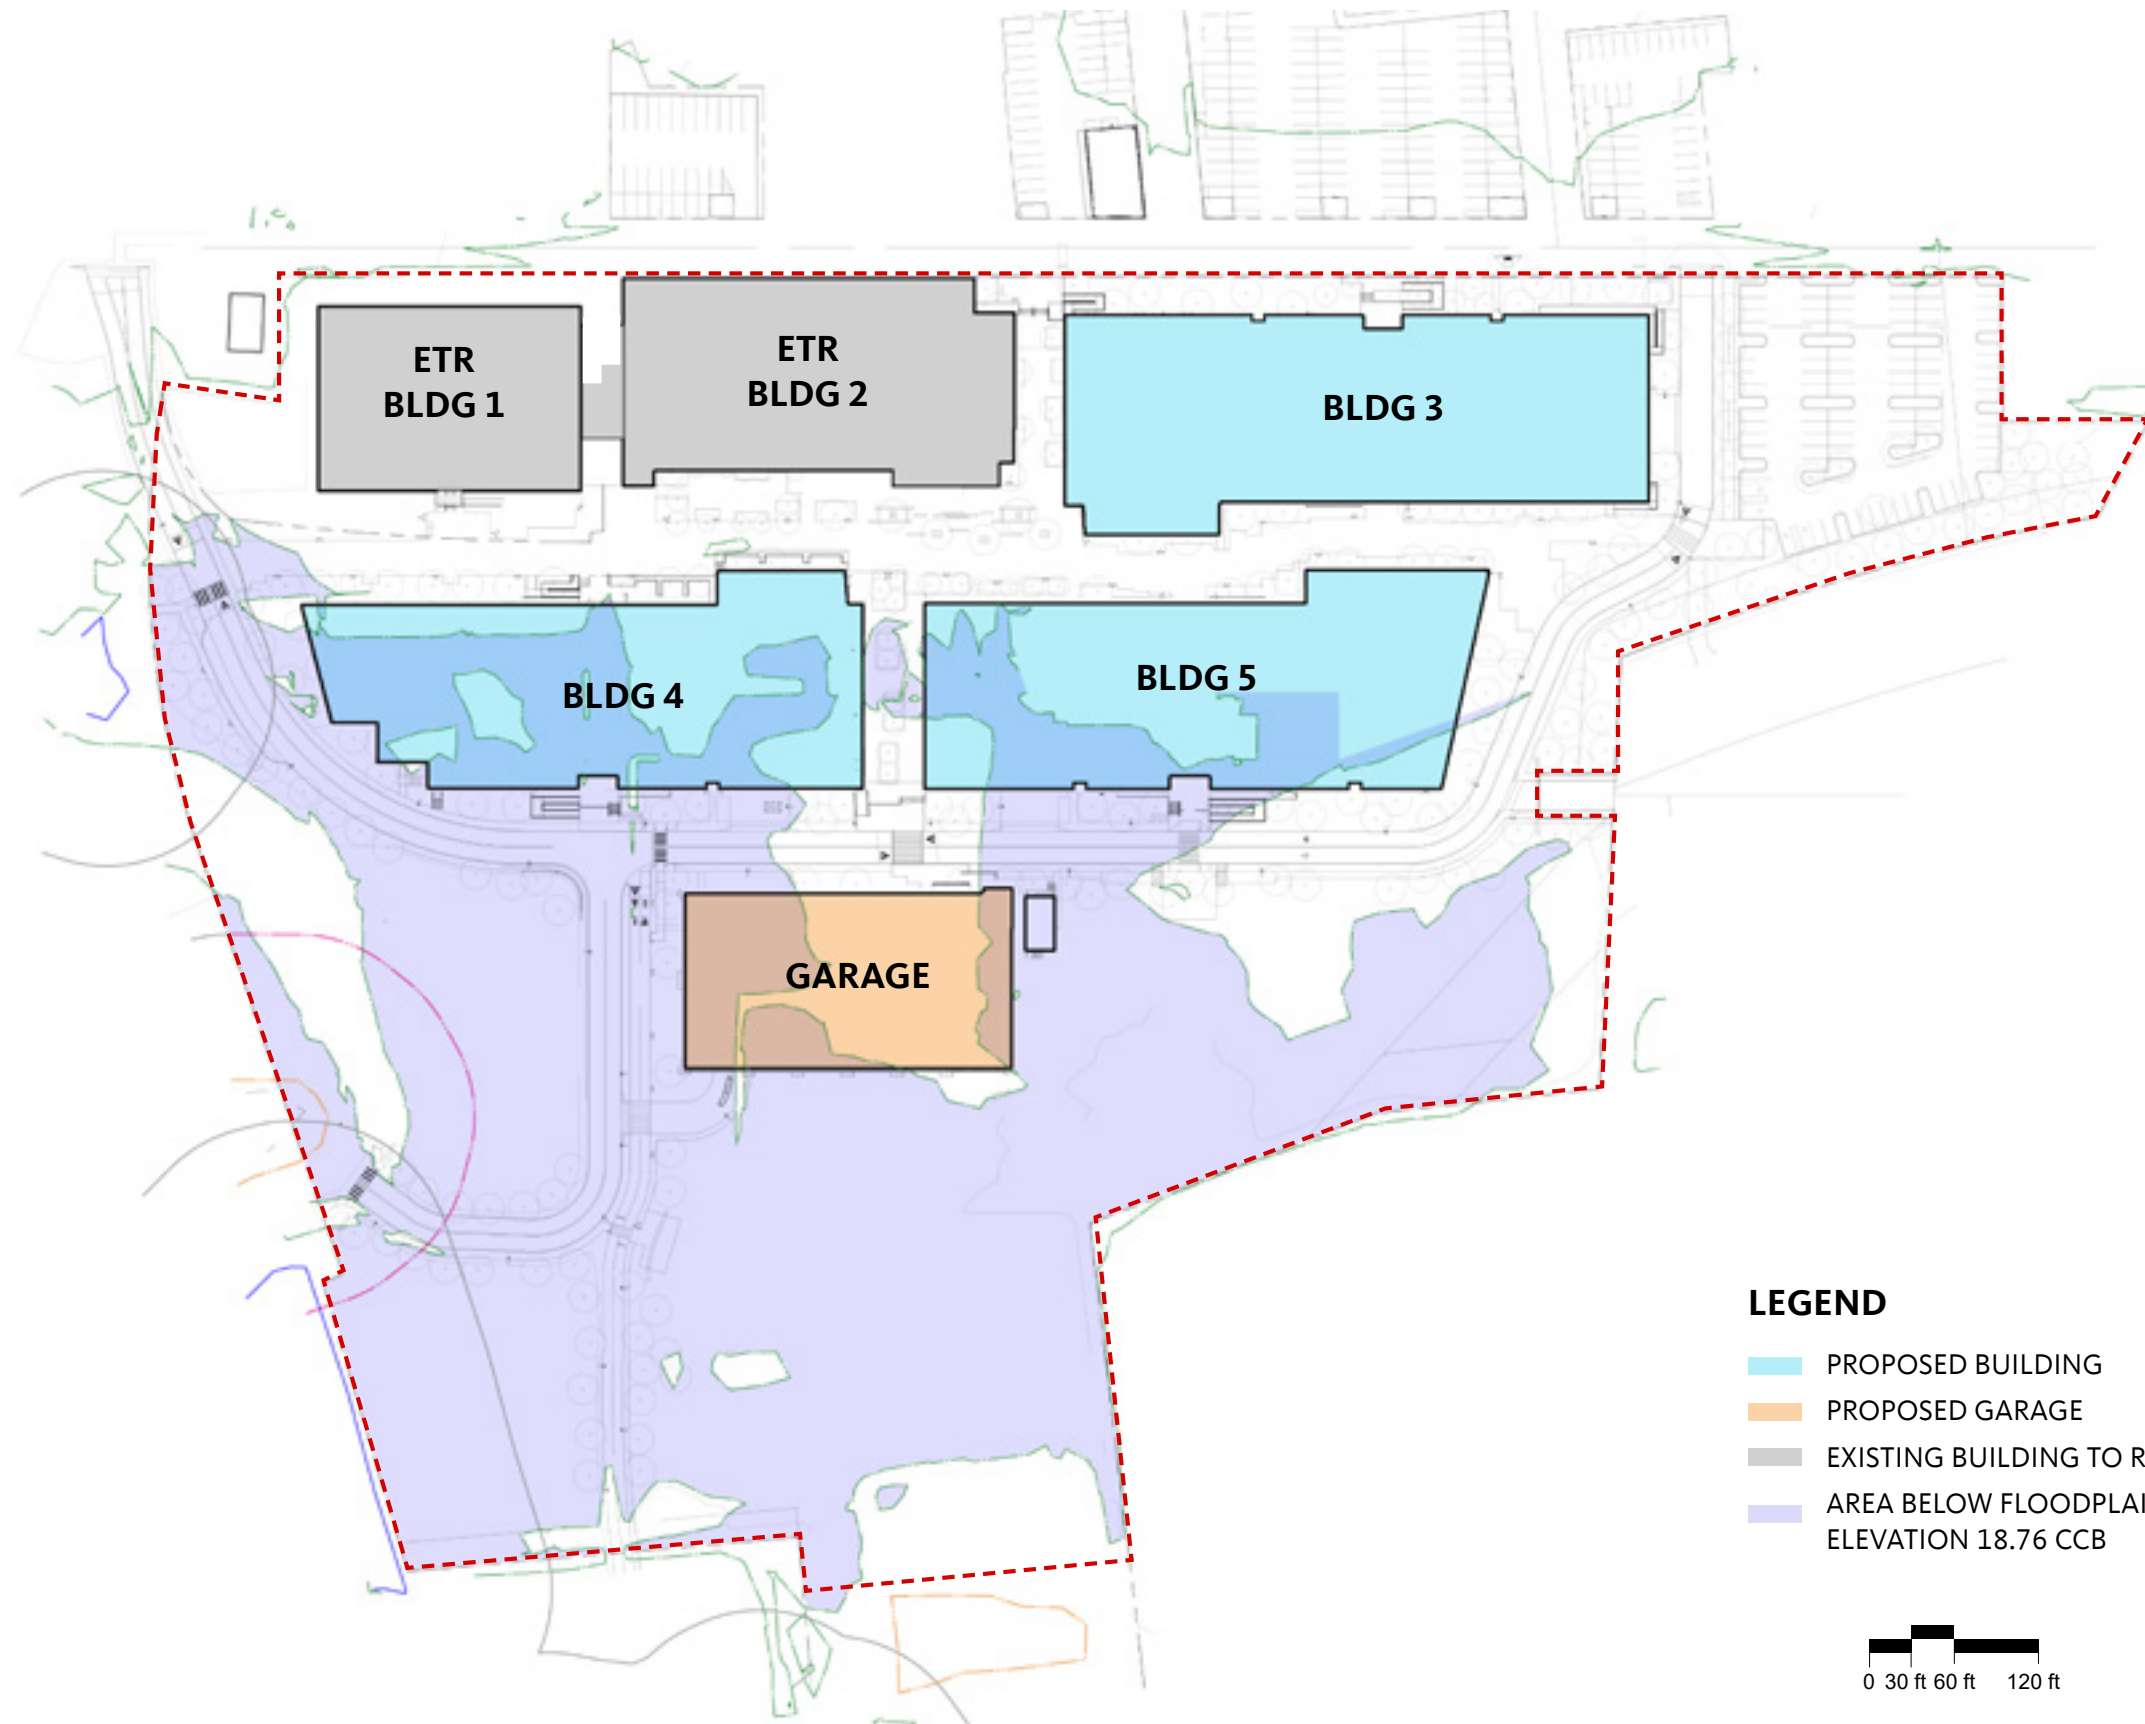 ETR
BLDG 1
ETR
BLDG 2
BLDG 3
BLDG 4
BLDG 5
GARAGE
LEGEND
PROPOSED BUILDING
PROPOSED GARAGE
EXISTING BUILDING TO R
AREA BELOW FLOODPLAI
ELEVATION 18.76 CCB
0 30 ft 60 ft 120 ft